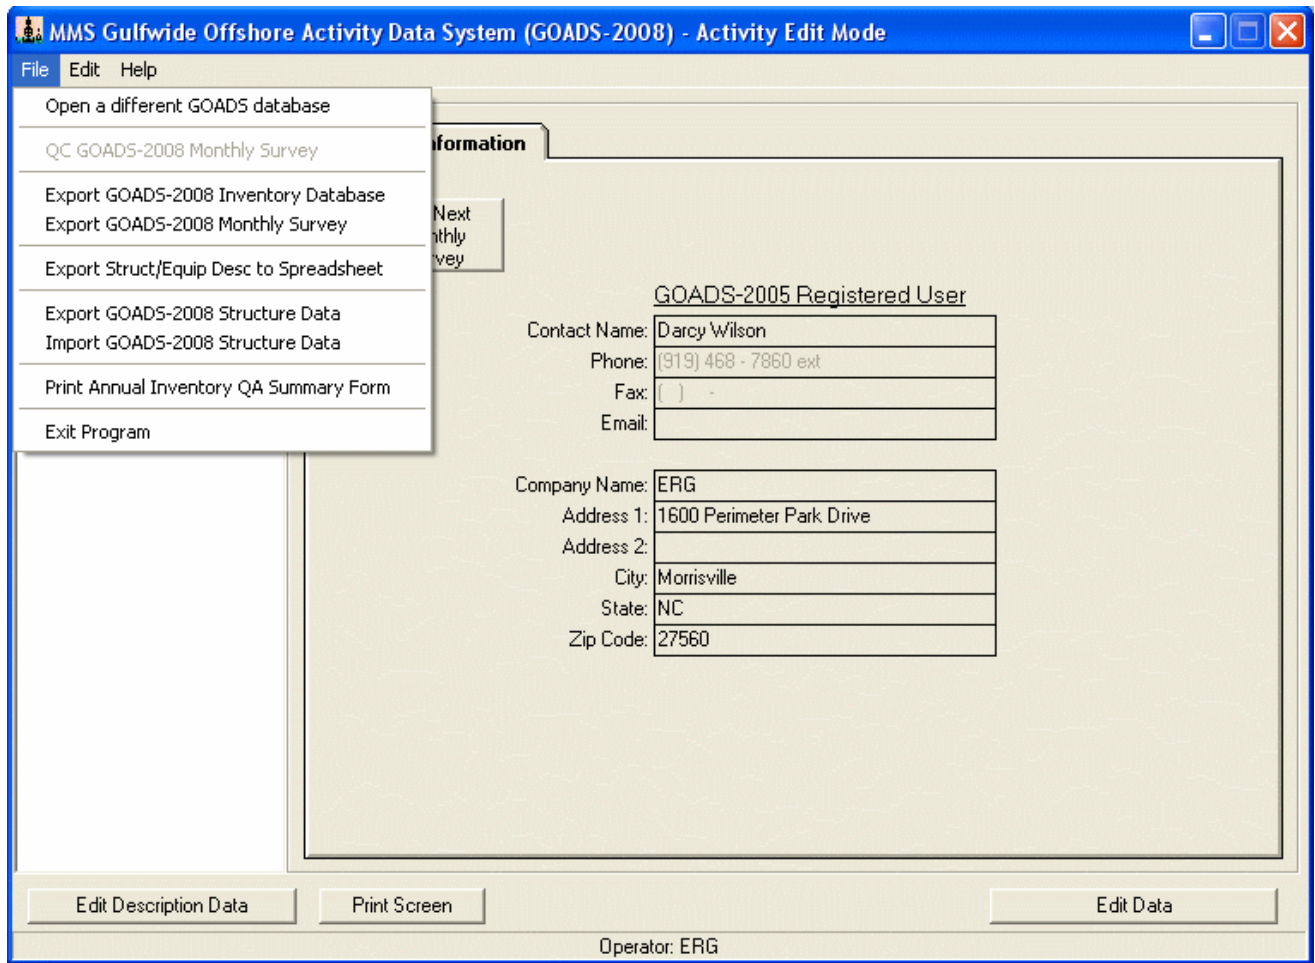 MMS Gulfwide Offshore Activity Data System (GOADS-2008) - Activity Edit Mode
File Edit Help
Open a different GOADS database
QC GOADS-2008 Monthly Survey
Export GOADS-2008 Inventory Database
Export GOADS-2008 Monthly Survey
Export Struct/Equip Desc to Spreadsheet
Export GOADS-2008 Structure Data
Import GOADS-2008 Structure Data
Print Annual Inventory QA Summary Form
Exit Program
formation
Next
nthly
vey
GOADS-2005 Registered User
Contact Name: Darcy Wilson
Phone: (919) 468 - 7860 ext
Fax: ( ) -
Email:
Company Name: ERG
Address 1: 1600 Perimeter Park Drive
Address 2:
City: Morrisville
State: NC
Zip Code: 27560
Edit Description Data Print Screen Edit Data
Operator: ERG